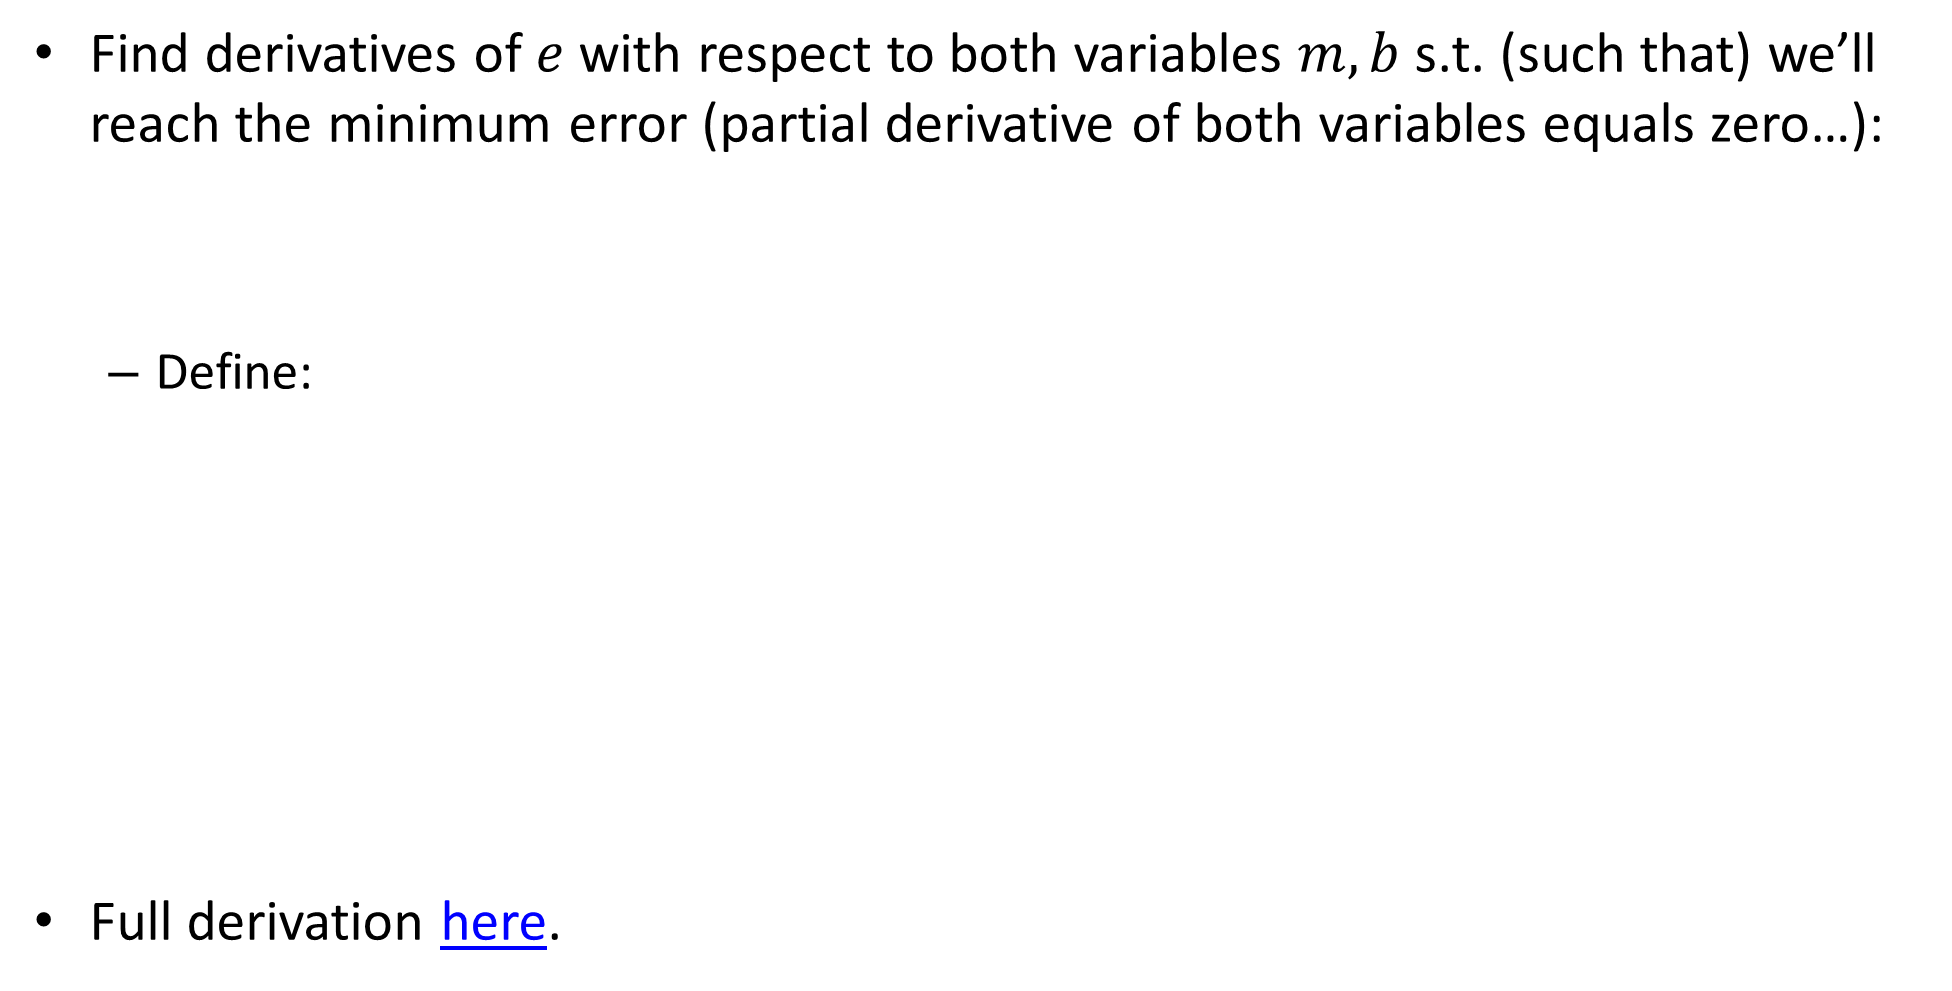 • Find derivatives of e with respect to both variables m, b s.t. (such that) we’ll
reach the minimum error (partial derivative of both variables equals zero...):
– Define:
• Full derivation here.